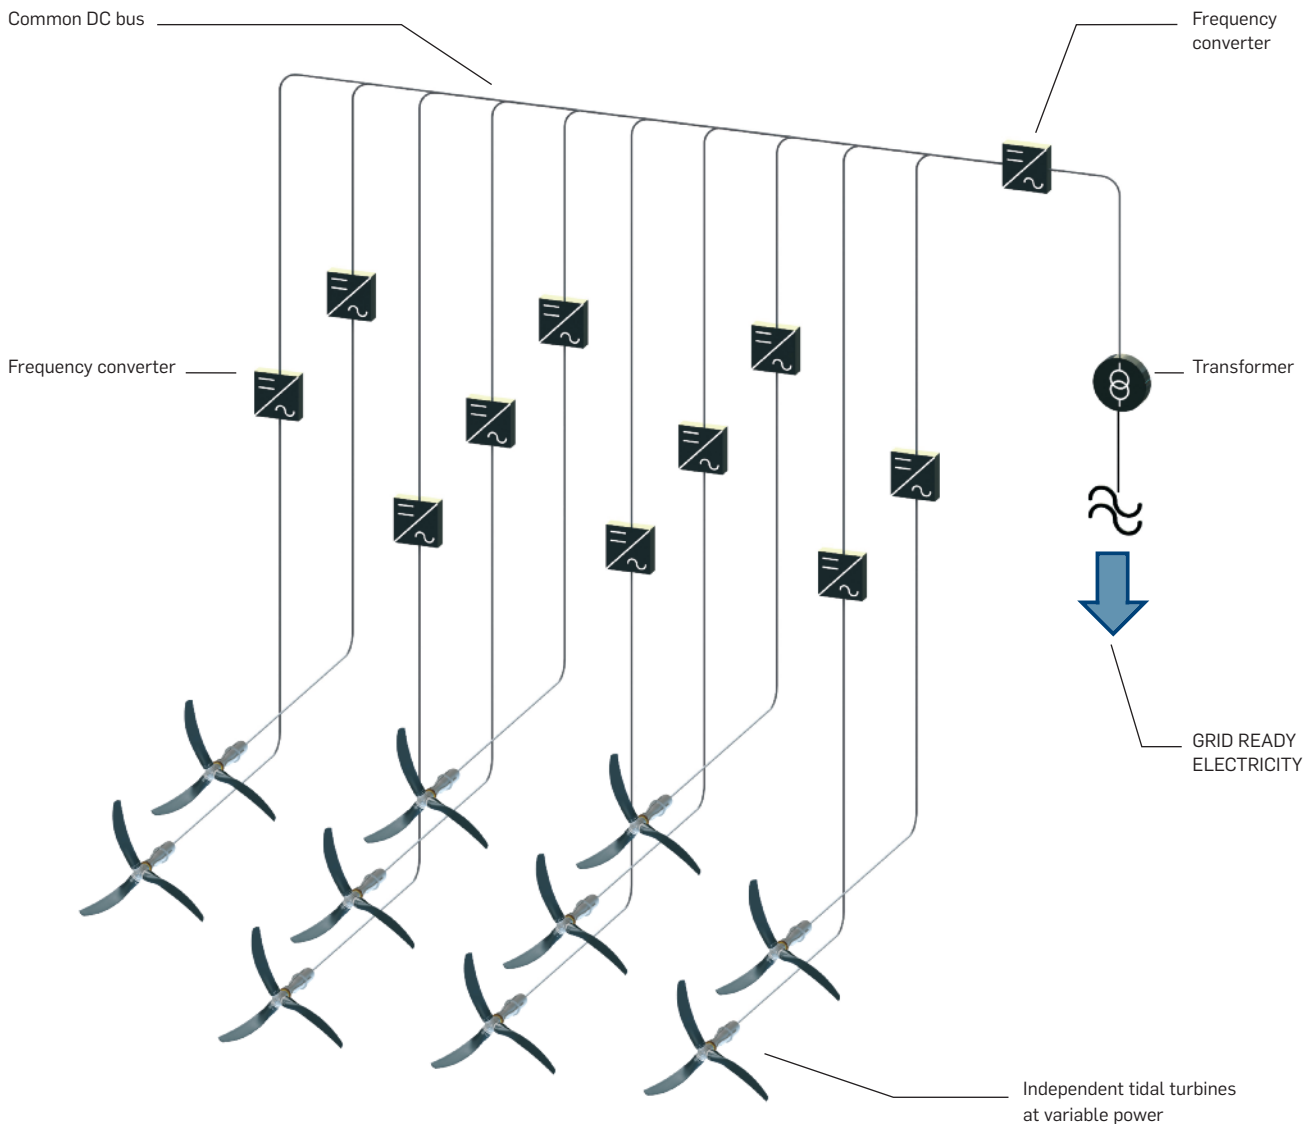 Common DC bus
Frequency
converter
Frequency converter
Transformer
GRID READY
ELECTRICITY
Independent tidal turbines
at variable power